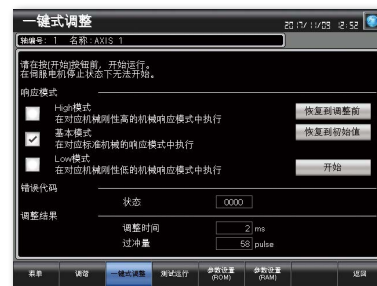 一键式调整
2017/11/09 12:52
轴编号: 1 名称:AXIS 1
请在按[开始]按钮前，开始运行。
在伺服电机停止状态下无法开始。
响应模式
High模式
在对应机械刚性高的机械响应模式中执行
恢复到调整前
基本模式
在对应标准机械的响应模式中执行
恢复到初始值
Low模式
在对应机械刚性低的机械响应模式中执行
开始
错误代码
状态 0000
调整结果
调整时间 2 ms
过冲量 58 pulse
菜单 调谐 一键式调整 测试运行 参数设置(ROM) 参数设置(RAM) 返回